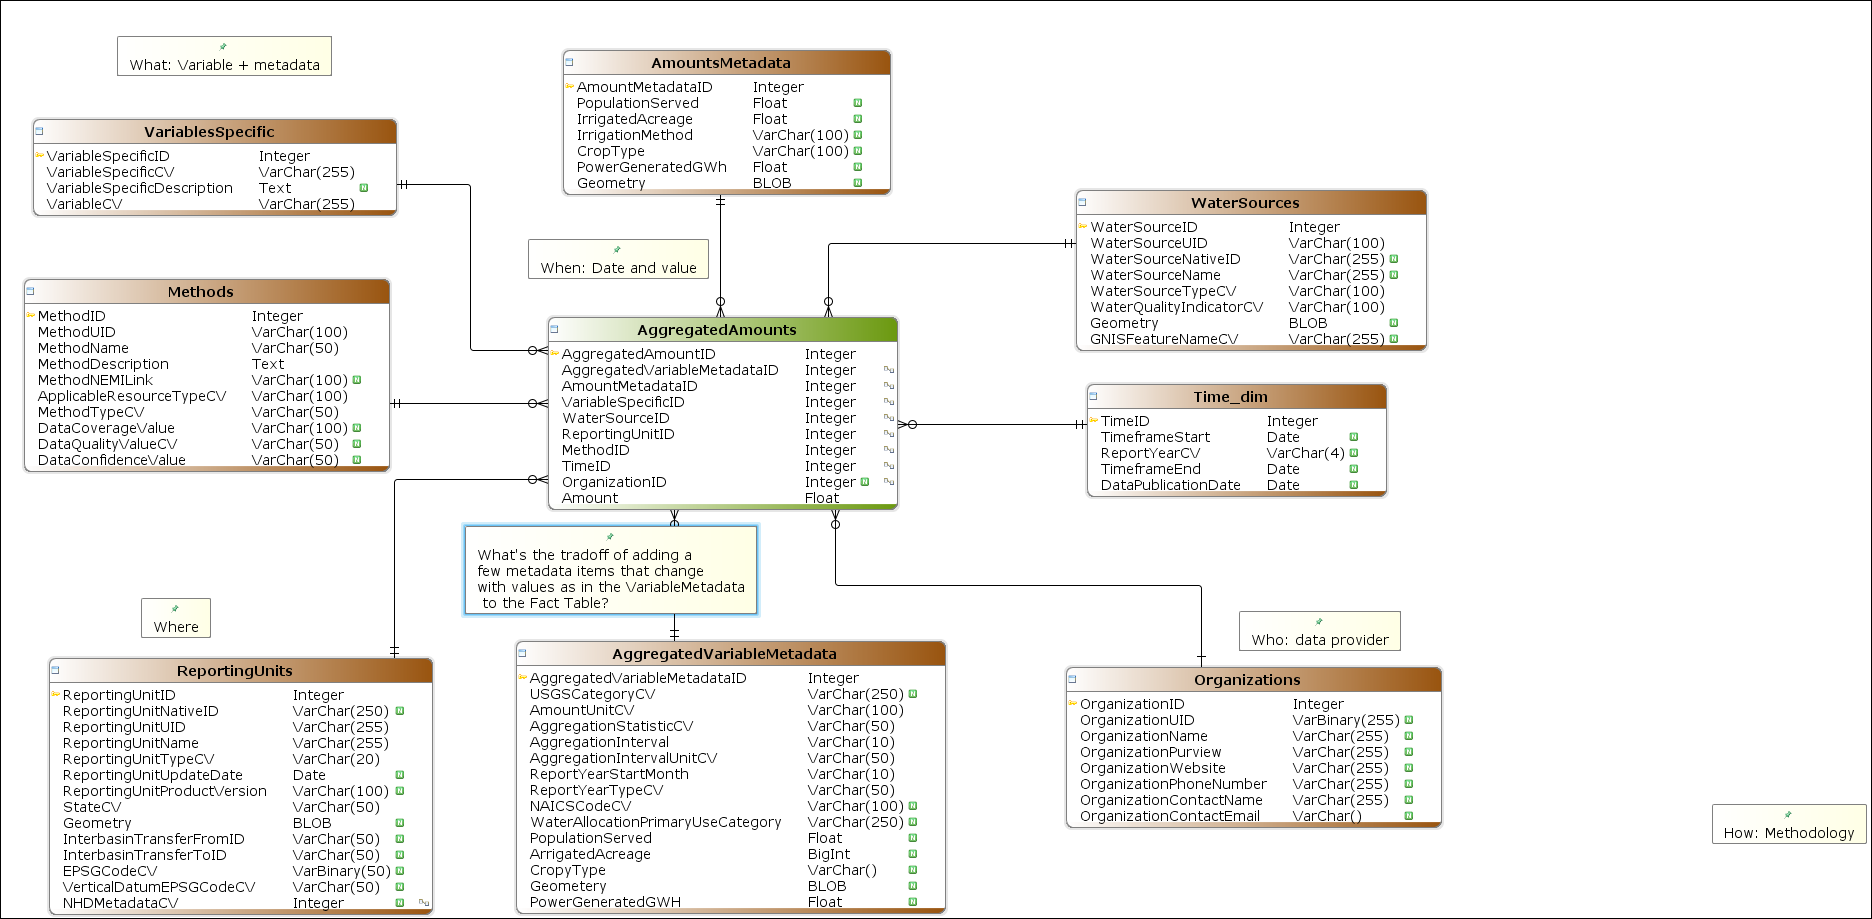 What: Variable + metadata
AmountsMetadata
AmountMetadataID Integer
PopulationServed Float N
IrrigatedAcreage Float N
IrrigationMethod VarChar(100) N
CropType VarChar(100) N
PowerGeneratedGWh Float N
Geometry BLOB N
VariablesSpecific
VariableSpecificID Integer
VariableSpecificCV VarChar(255)
VariableSpecificDescription Text N
VariableCV VarChar(255)
WaterSources
WaterSourceID Integer
WaterSourceUID VarChar(100)
WaterSourceNativeID VarChar(255) N
WaterSourceName VarChar(255) N
WaterSourceTypeCV VarChar(100)
WaterQualityIndicatorCV VarChar(100)
Geometry BLOB N
GNISFeatureNameCV VarChar(255) N
When: Date and value
Methods
MethodID Integer
MethodUID VarChar(100)
MethodName VarChar(50)
MethodDescription Text
MethodNEMILink VarChar(100) N
ApplicableResourceTypeCV VarChar(100)
MethodTypeCV VarChar(50)
DataCoverageValue VarChar(100) N
DataQualityValueCV VarChar(50) N
DataConfidenceValue VarChar(50) N
AggregatedAmounts
AggregatedAmountID Integer
AggregatedVariableMetadataID Integer
AmountMetadataID Integer
VariableSpecificID Integer
WaterSourceID Integer
ReportingUnitID Integer
MethodID Integer
TimeID Integer
OrganizationID Integer N
Amount Float
Time_dim
TimeID Integer
TimeframeStart Date N
ReportYearCV VarChar(4) N
TimeframeEnd Date N
DataPublicationDate Date N
What's the tradoff of adding a
few metadata items that change
with values as in the VariableMetadata
to the Fact Table?
Where
Who: data provider
ReportingUnits
ReportingUnitID Integer
ReportingUnitNativeID VarChar(250) N
ReportingUnitUID VarChar(255)
ReportingUnitName VarChar(255)
ReportingUnitTypeCV VarChar(20)
ReportingUnitUpdateDate Date N
ReportingUnitProductVersion VarChar(100) N
StateCV VarChar(50)
Geometry BLOB N
InterbasinTransferFromID VarChar(50) N
InterbasinTransferToID VarChar(50) N
EPSGCodeCV VarBinary(50) N
VerticalDatumEPSGCodeCV VarChar(50) N
NHDMetadataCV Integer N
AggregatedVariableMetadata
AggregatedVariableMetadataID Integer
USGSCategoryCV VarChar(250) N
AmountUnitCV VarChar(100)
AggregationStatisticCV VarChar(50)
AggregationInterval VarChar(10)
AggregationIntervalUnitCV VarChar(50)
ReportYearStartMonth VarChar(10)
ReportYearTypeCV VarChar(50)
NAICSCodeCV VarChar(100) N
WaterAllocationPrimaryUseCategory VarChar(250) N
PopulationServed Float N
ArrigatedAcreage BigInt N
CropyType VarChar() N
Geometery BLOB N
PowerGeneratedGWH Float N
Organizations
OrganizationID Integer
OrganizationUID VarBinary(255) N
OrganizationName VarChar(255) N
OrganizationPurview VarChar(255) N
OrganizationWebsite VarChar(255) N
OrganizationPhoneNumber VarChar(255) N
OrganizationContactName VarChar(255) N
OrganizationContactEmail VarChar() N
How: Methodology